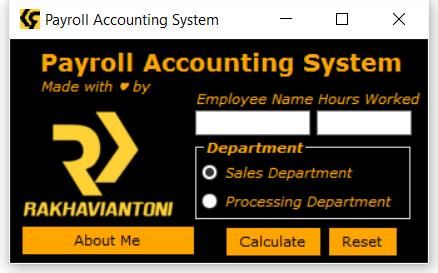 Payroll Accounting System
Payroll Accounting System
Made with ♥ by
Employee Name Hours Worked
RAKHAVIANTONI
Department
Sales Department
Processing Department
About Me
Calculate Reset